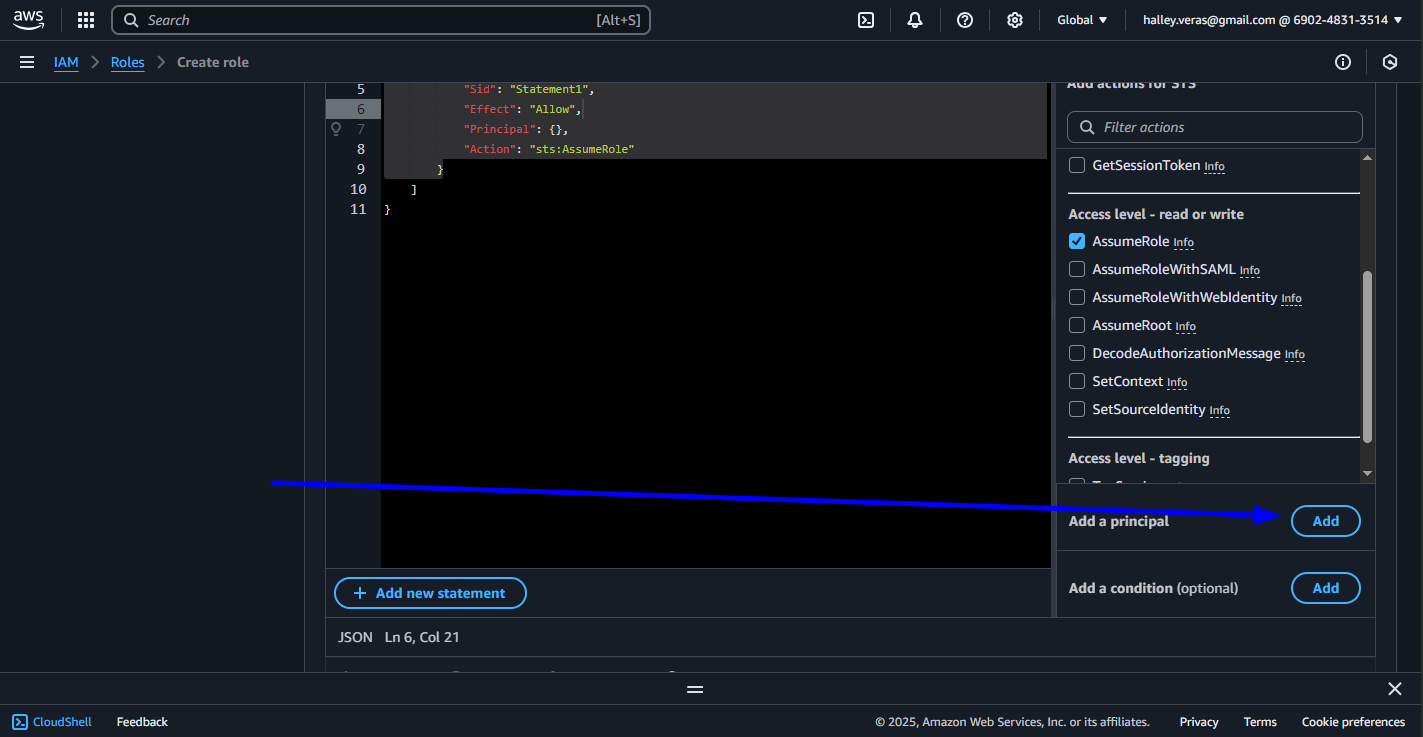 aws
Search [Alt+S] Global halley.veras@gmail.com @ 6902-4831-3514
IAM Roles Create role
5 "Sid": "Statement1",
6 "Effect": "Allow",
7 "Principal": {},
8 "Action": "sts:AssumeRole"
9 }
10 ]
11 }
Add actions for STS
Filter actions
GetSessionToken Info
Access level - read or write
AssumeRole Info
AssumeRoleWithSAML Info
AssumeRoleWithWebIdentity Info
AssumeRoot Info
DecodeAuthorizationMessage Info
SetContext Info
SetSourceIdentity Info
Access level - tagging
Add a principal Add
Add a condition (optional) Add
+ Add new statement
JSON Ln 6, Col 21
CloudShell Feedback © 2025, Amazon Web Services, Inc. or its affiliates. Privacy Terms Cookie preferences